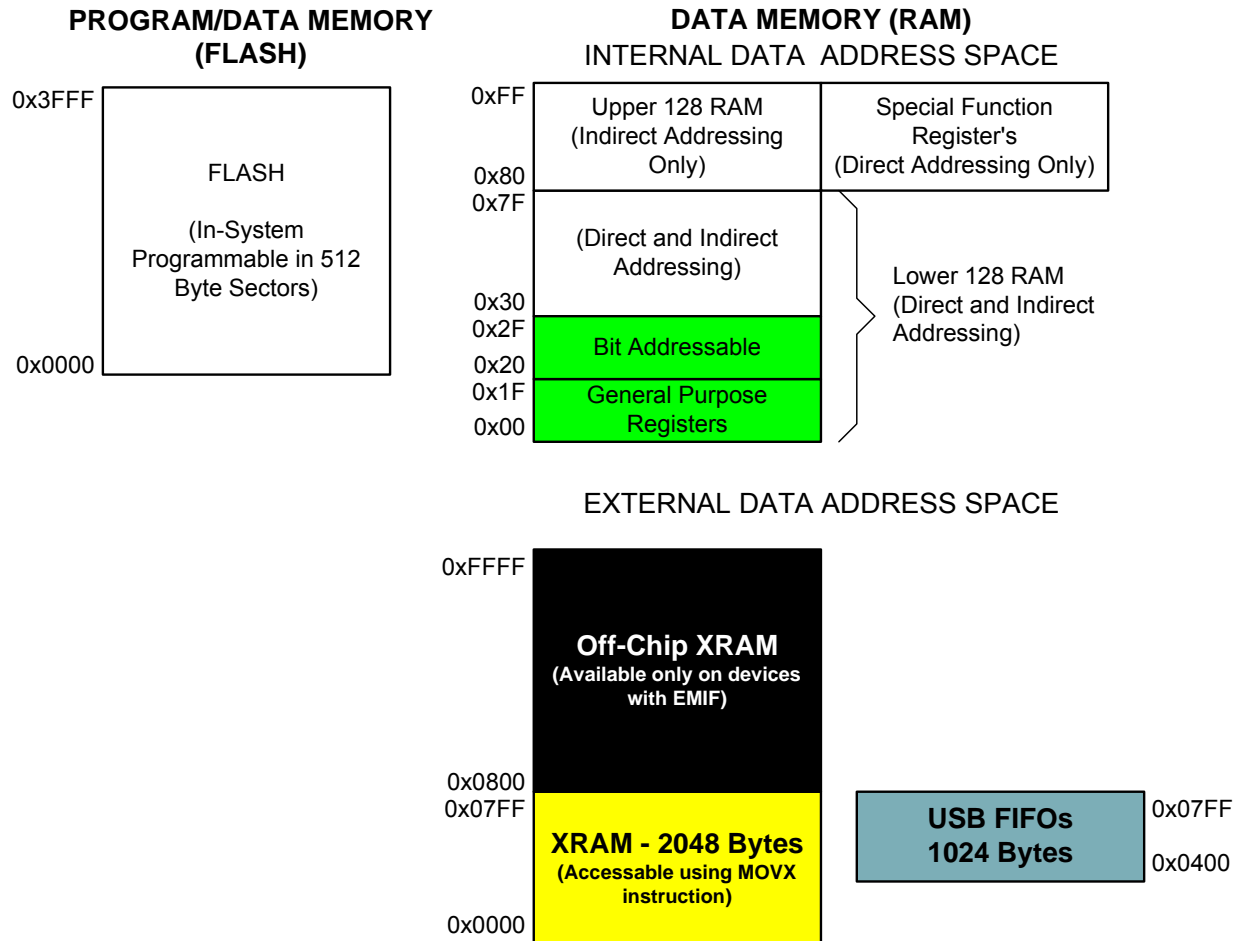 PROGRAM/DATA MEMORY
(FLASH)
0x3FFF
FLASH
(In-System
Programmable in 512
Byte Sectors)
0x0000
DATA MEMORY (RAM)
INTERNAL DATA ADDRESS SPACE
0xFF
Upper 128 RAM
(Indirect Addressing
Only)
0x80
Special Function
Register's
(Direct Addressing Only)
0x7F
(Direct and Indirect
Addressing)
0x30
0x2F
Bit Addressable
0x20
0x1F
General Purpose
Registers
0x00
Lower 128 RAM
(Direct and Indirect
Addressing)
EXTERNAL DATA ADDRESS SPACE
0xFFFF
Off-Chip XRAM
(Available only on devices
with EMIF)
0x0800
0x07FF
XRAM - 2048 Bytes
(Accessable using MOVX
instruction)
0x0000
USB FIFOs
1024 Bytes
0x07FF
0x0400